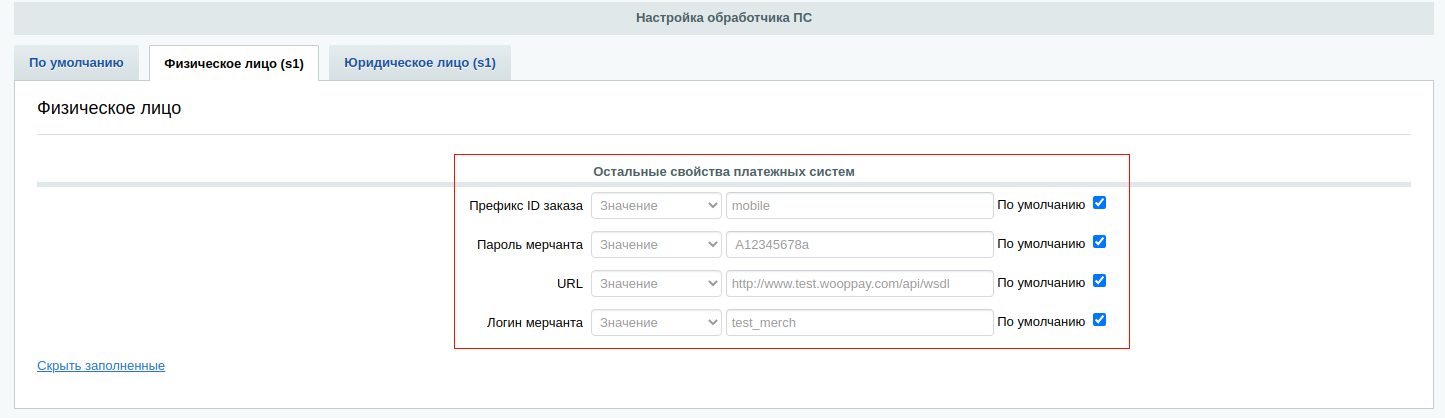 Настройка обработчика ПС
По умолчанию Физическое лицо (s1) Юридическое лицо (s1)
Физическое лицо
Остальные свойства платежных систем
Префикс ID заказа Значение mobile По умолчанию
Пароль мерчанта Значение A12345678a По умолчанию
URL Значение http://www.test.wooppay.com/api/wsdl По умолчанию
Логин мерчанта Значение test_merch По умолчанию
Скрыть заполненные